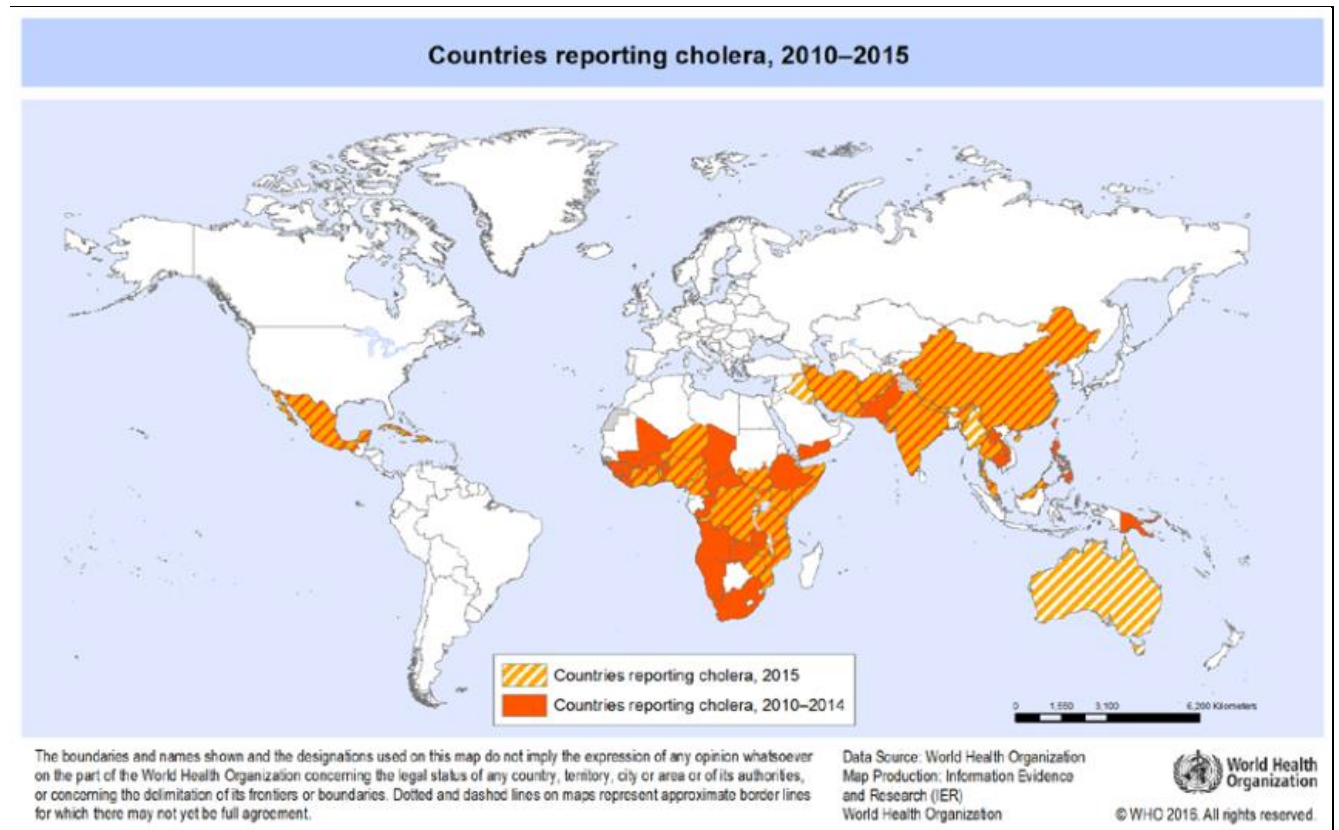 Countries reporting cholera, 2010–2015
Countries reporting cholera, 2015
Countries reporting cholera, 2010–2014
0 1,550 3,100 6,200 Kilometers
The boundaries and names shown and the designations used on this map do not imply the expression of any opinion whatsoever
on the part of the World Health Organization concerning the legal status of any country, territory, city or area or of its authorities,
or concerning the delimitation of its frontiers or boundaries. Dotted and dashed lines on maps represent approximate border lines
for which there may not yet be full agreement.
Data Source: World Health Organization
Map Production: Information Evidence
and Research (IER)
World Health Organization
World Health
Organization
© WHO 2016. All rights reserved.